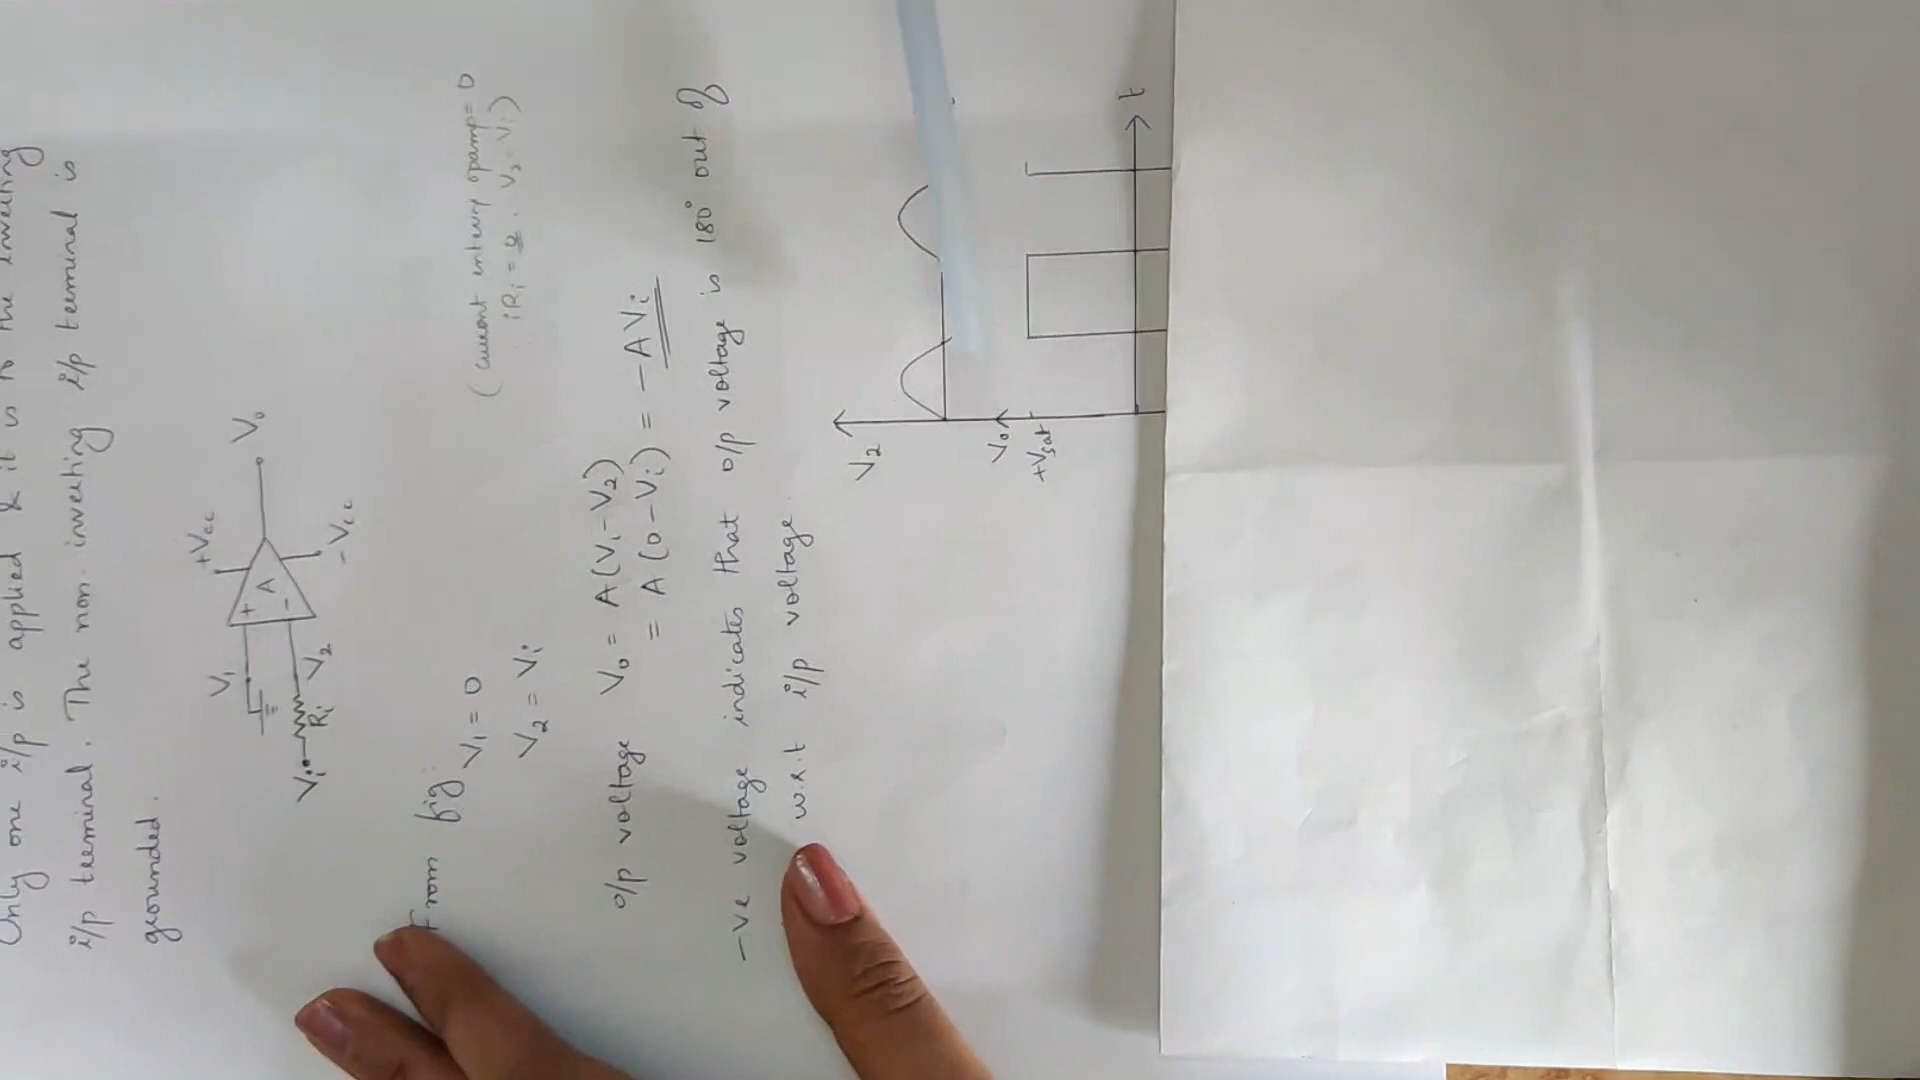 Only one i/p is applied & it is to the inverting
i/p terminal. The non-inverting i/p terminal is
grounded.
+Vcc
V1
+
A
-
Vo
V2
Ri
Vi
-Vcc
From fig:
V1 = 0
(current entering opamp = 0
V2 = Vi
iRi = 0. V2 = Vi)
o/p voltage Vo = A(V1 - V2)
= A(0 - Vi) = -AVi
-ve voltage indicates that o/p voltage is 180° out of
w.r.t i/p voltage.
V2
Vo
+Vsat
t